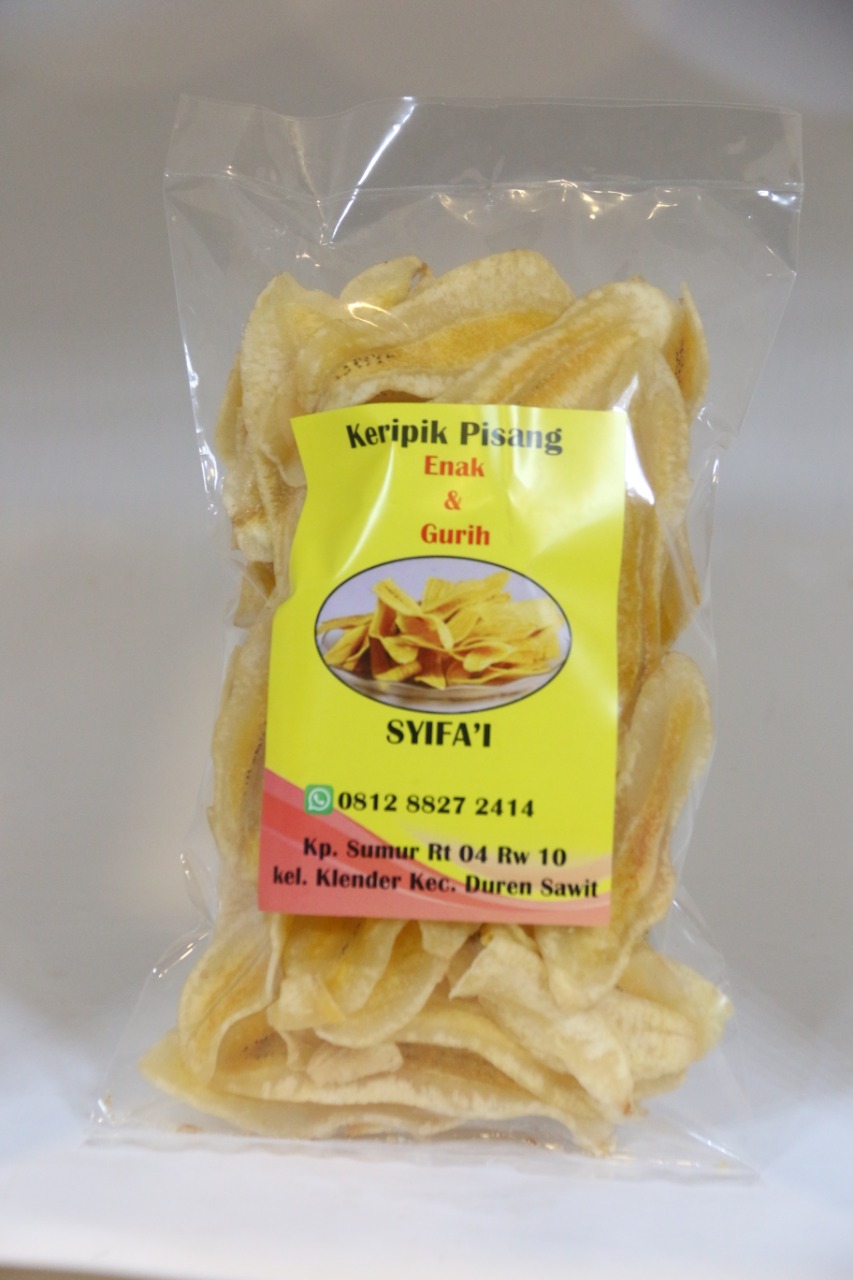 Keripik Pisang
Enak
&
Gurih
SYIFA'I
0812 8827 2414
Kp. Sumur Rt 04 Rw 10
kel. Klender Kec. Duren Sawit